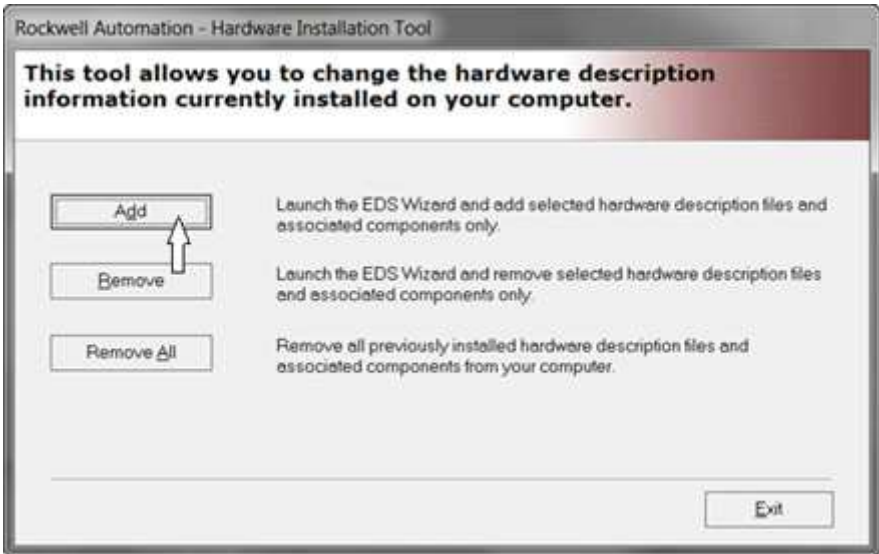 Rockwell Automation - Hardware Installation Tool
This tool allows you to change the hardware description
information currently installed on your computer.
Add
Launch the EDS Wizard and add selected hardware description files and
associated components only.
Remove
Launch the EDS Wizard and remove selected hardware description files
and associated components only.
Remove All
Remove all previously installed hardware description files and
associated components from your computer.
Exit